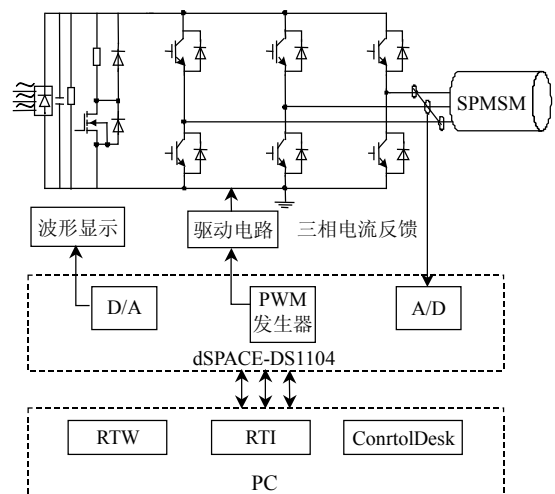 SPMSM
波形显示
驱动电路
三相电流反馈
D/A
PWM
发生器
A/D
dSPACE-DS1104
RTW
RTI
ConrtolDesk
PC